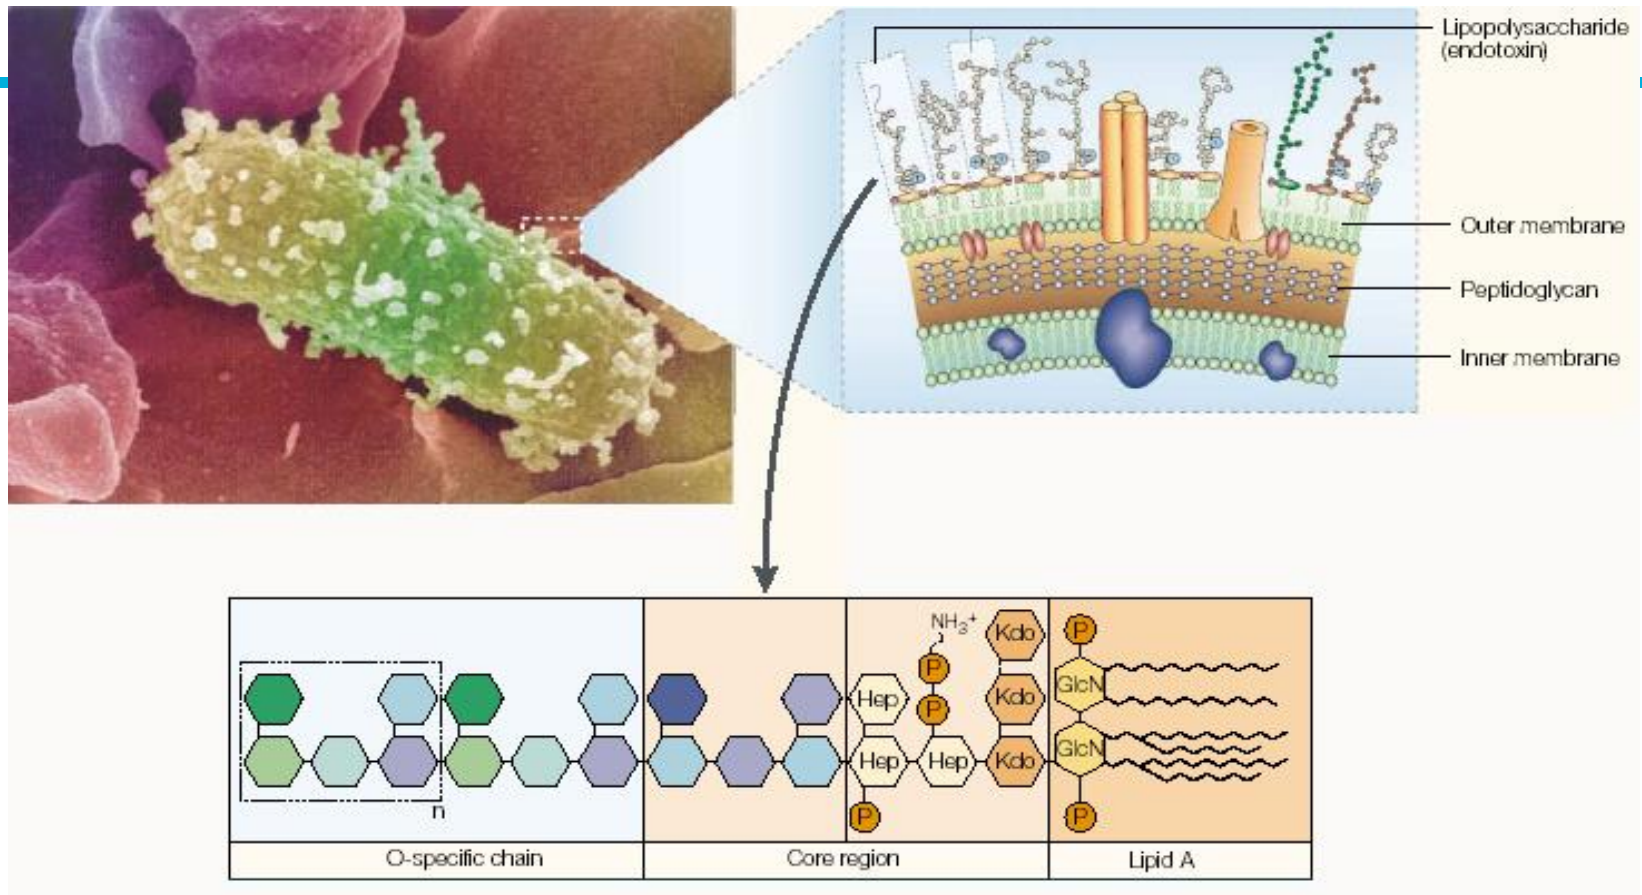 Lipopolysaccharide
(endotoxin)
Outer membrane
Peptidoglycan
Inner membrane
NH3+
Kdo
P
P
GlcN
Hep
P
Kdo
GlcN
Hep
Hep
Kdo
n
P
P
O-specific chain
Core region
Lipid A